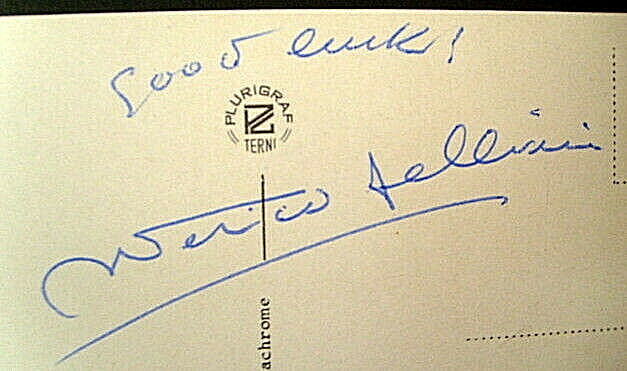 Good luck!
PLURIGRAF
TERNI
Fellini
achrome